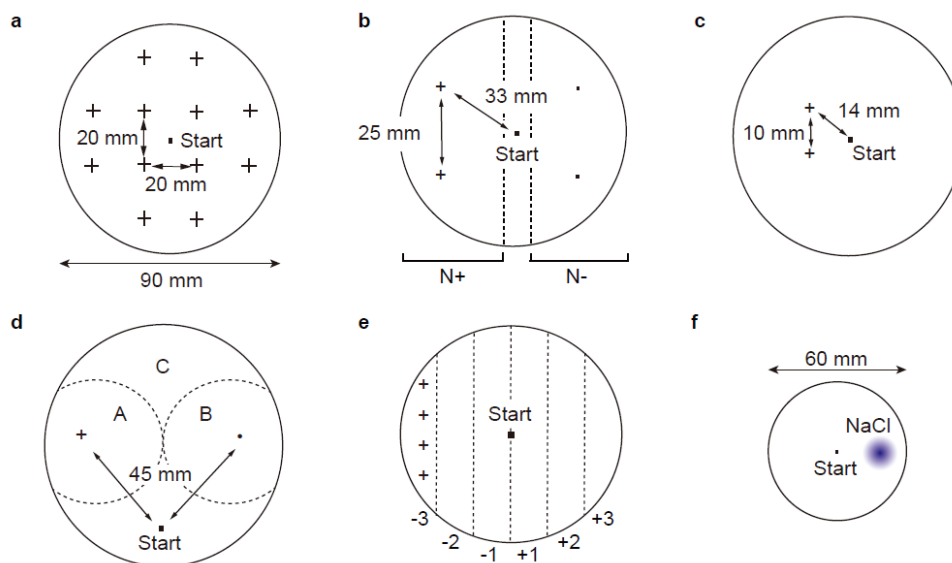 a
20 mm
Start
20 mm
90 mm
b
33 mm
25 mm
Start
N+
N-
c
14 mm
10 mm
Start
d
C
A
B
45 mm
Start
e
Start
-3
-2
-1
+1
+2
+3
f
60 mm
NaCl
Start